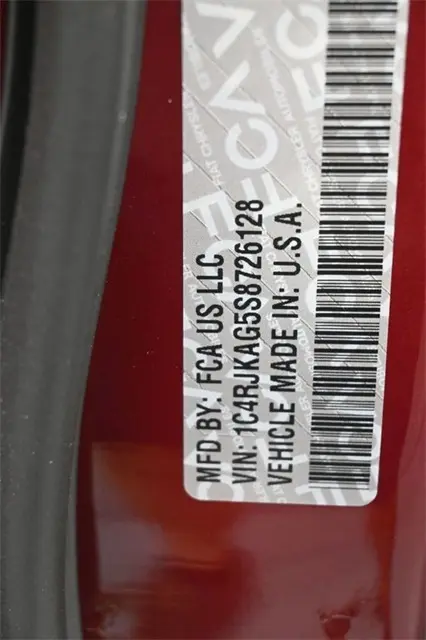 MFD BY: FCA US LLC
VIN: 1C4RJKAG5S8726128
VEHICLE MADE IN: U.S.A.